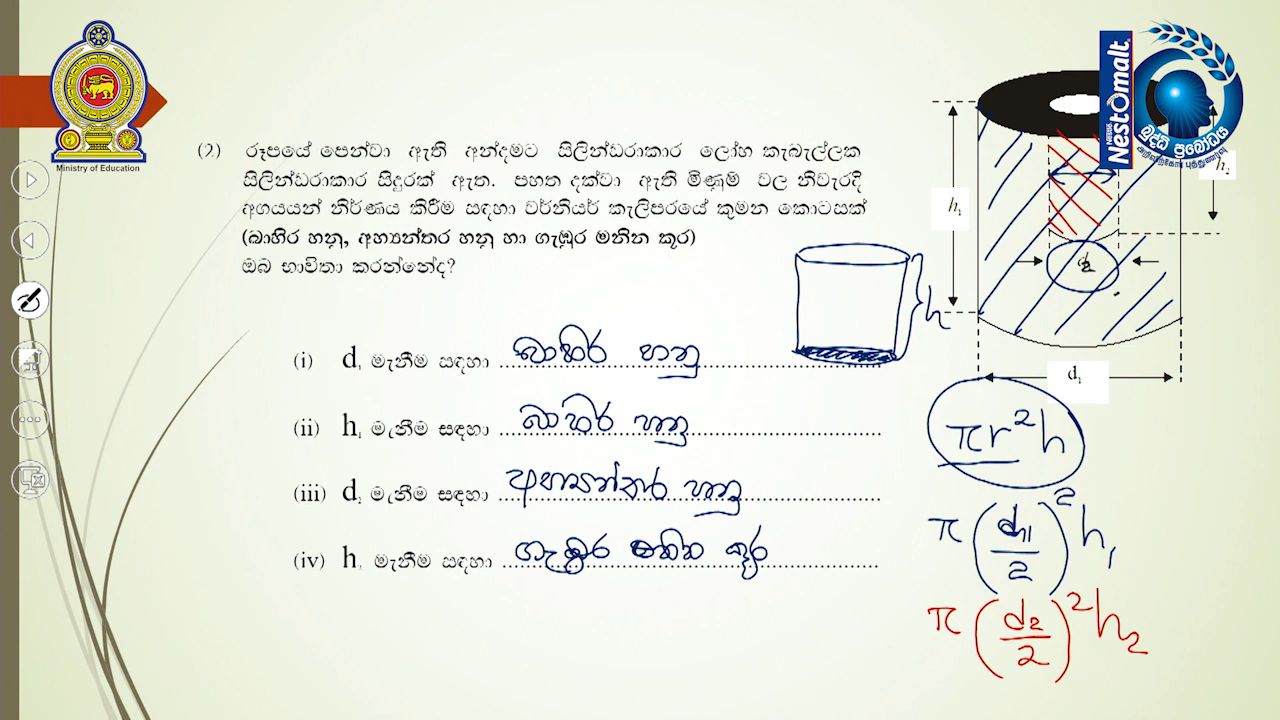 Ministry of Education
Nestlé
Nestomalt
බුද්ධි ප්‍රබෝධය
(2) රූපයේ පෙන්වා ඇති අන්දමට සිලින්ඩරාකාර ලෝහ කැබැල්ලක
සිලින්ඩරාකාර සිදුරක් ඇත. පහත දක්වා ඇති මිණුම් වල නිවැරදි
අගයයන් නිර්ණය කිරීම සඳහා වර්නියර් කැලිපරයේ කුමන කොටසක්
(බාහිර හනු, අභ්‍යන්තර හනු හා ගැඹුර මනින කූර)
ඔබ භාවිතා කරන්නේද?
h₁
h₂
d₂
d₁
h
(i) d₁ මැනීම සඳහා බාහිර හනු
(ii) h₁ මැනීම සඳහා බාහිර හනු
(iii) d₂ මැනීම සඳහා අභ්‍යන්තර හනු
(iv) h₂ මැනීම සඳහා ගැඹුර මනින කූර
πr²h
π(d₁/2)²h₁
π(d₂/2)²h₂